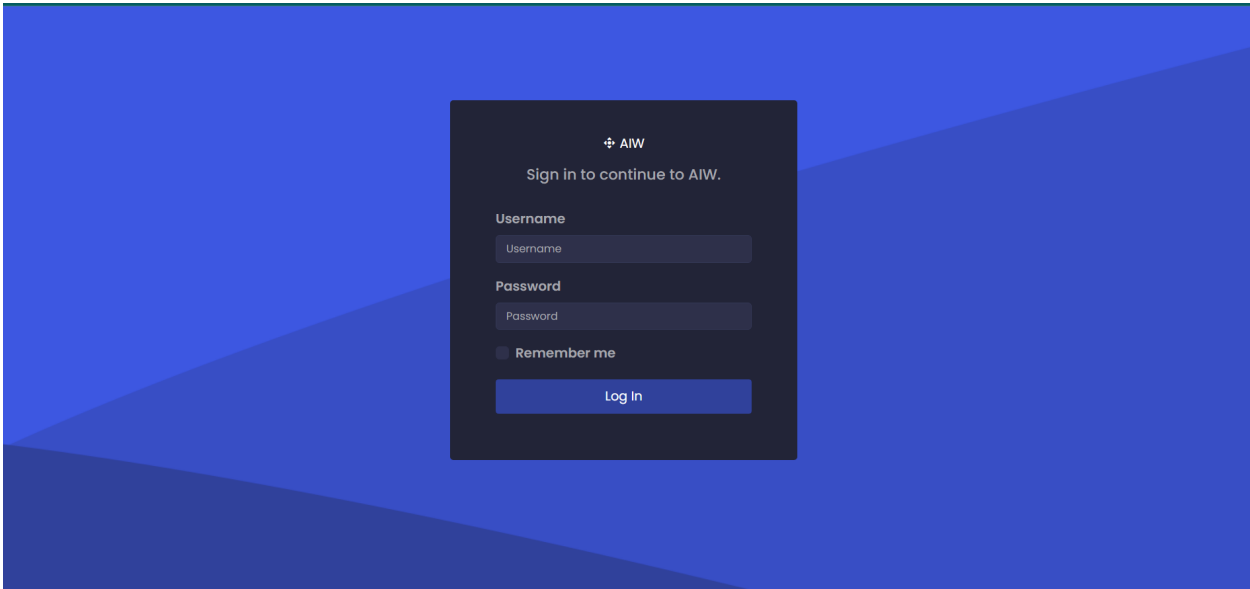 AIW
Sign in to continue to AIW.
Username
Username
Password
Password
Remember me
Log In